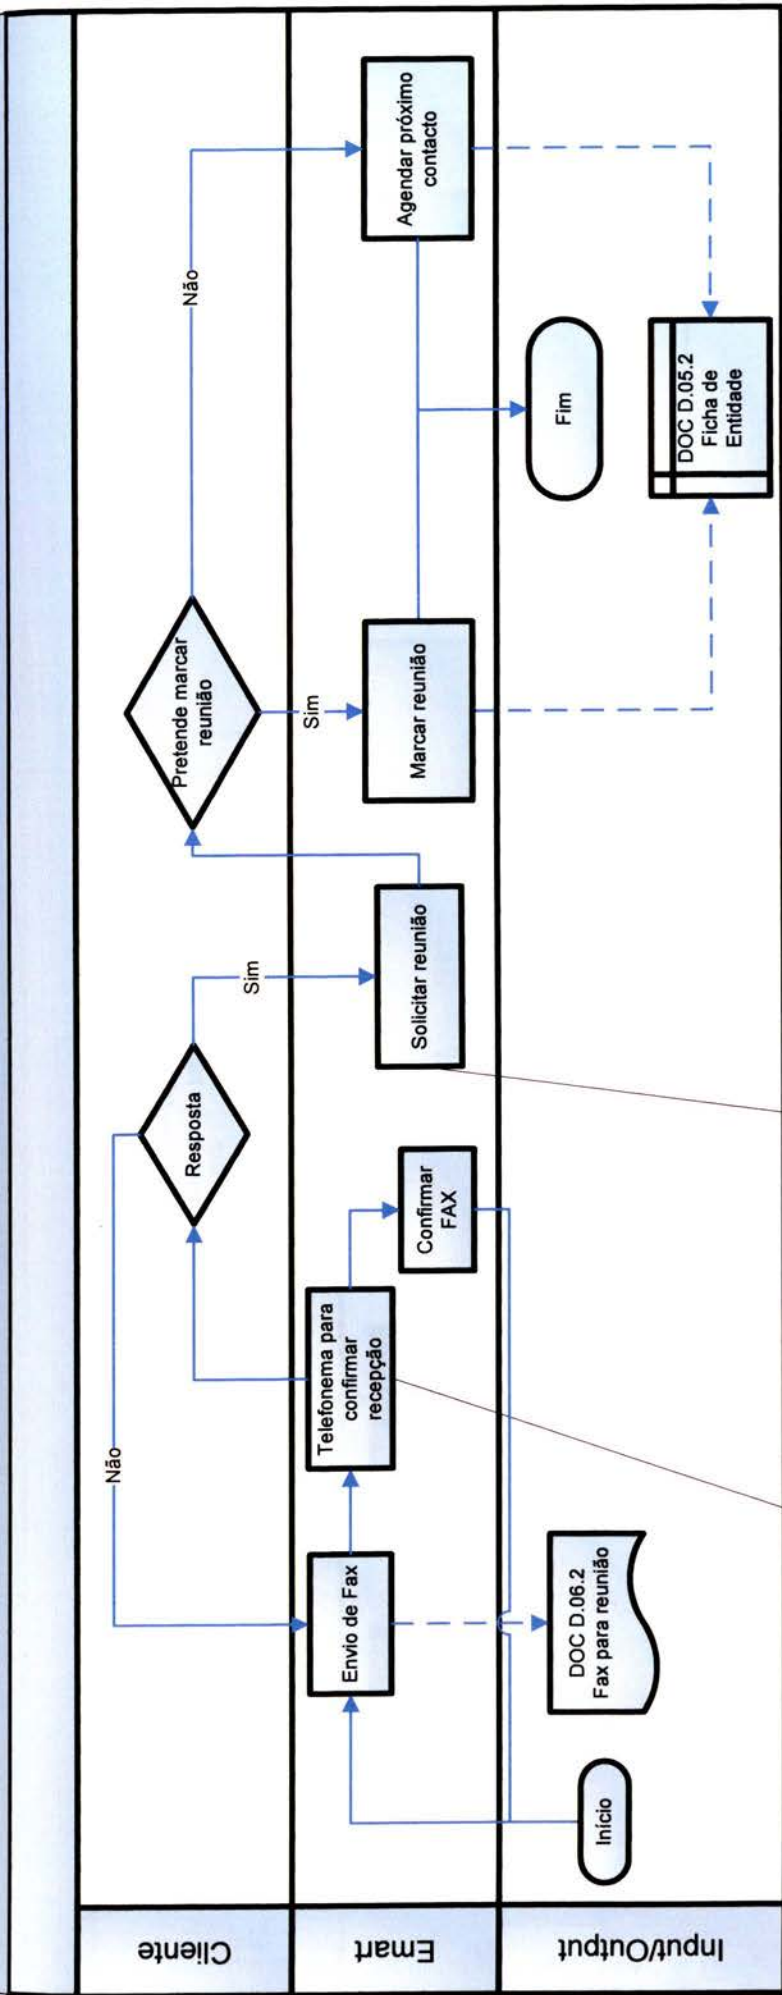 Cliente
Emart
Input/Output
Não
Resposta
Sim
Pretende marcar
reunião
Não
Sim
Envio de Fax
Telefonema para
confirmar
recepção
Confirmar
FAX
Solicitar reunião
Marcar reunião
Agendar próximo
contacto
Início
DOC D.06.2
Fax para reunião
Fim
DOC D.05.2
Ficha de
Entidade